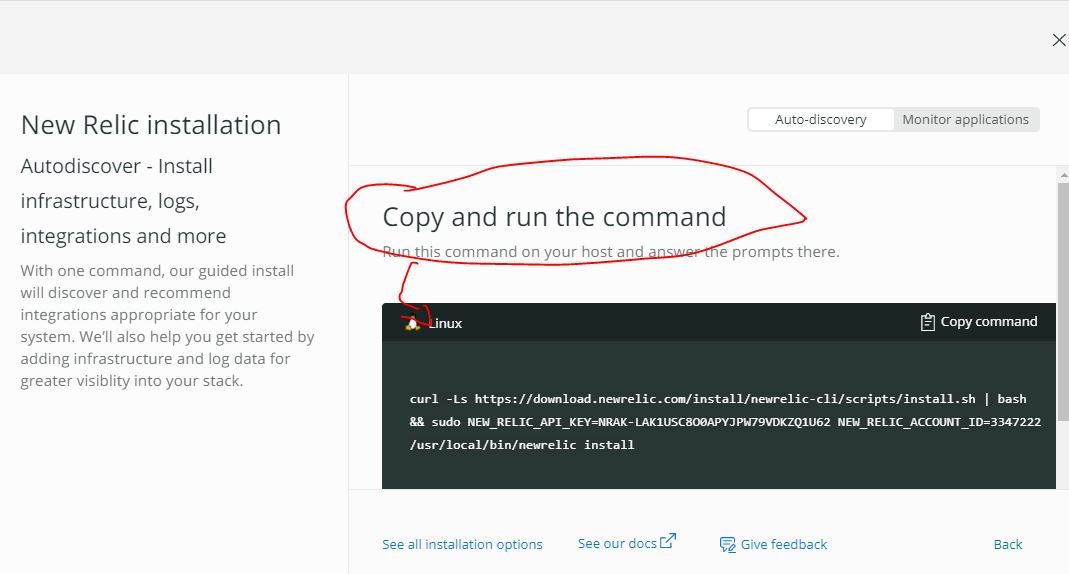 New Relic installation
Autodiscover - Install
infrastructure, logs,
integrations and more
With one command, our guided install
will discover and recommend
integrations appropriate for your
system. We'll also help you get started by
adding infrastructure and log data for
greater visiblity into your stack.
Auto-discovery
Monitor applications
Copy and run the command
Run this command on your host and answer the prompts there.
Linux
Copy command
curl -Ls https://download.newrelic.com/install/newrelic-cli/scripts/install.sh | bash
&& sudo NEW_RELIC_API_KEY=NRAK-LAK1USC8O0APYJPW79VDKZQ1U62 NEW_RELIC_ACCOUNT_ID=3347222
/usr/local/bin/newrelic install
See all installation options
See our docs
Give feedback
Back